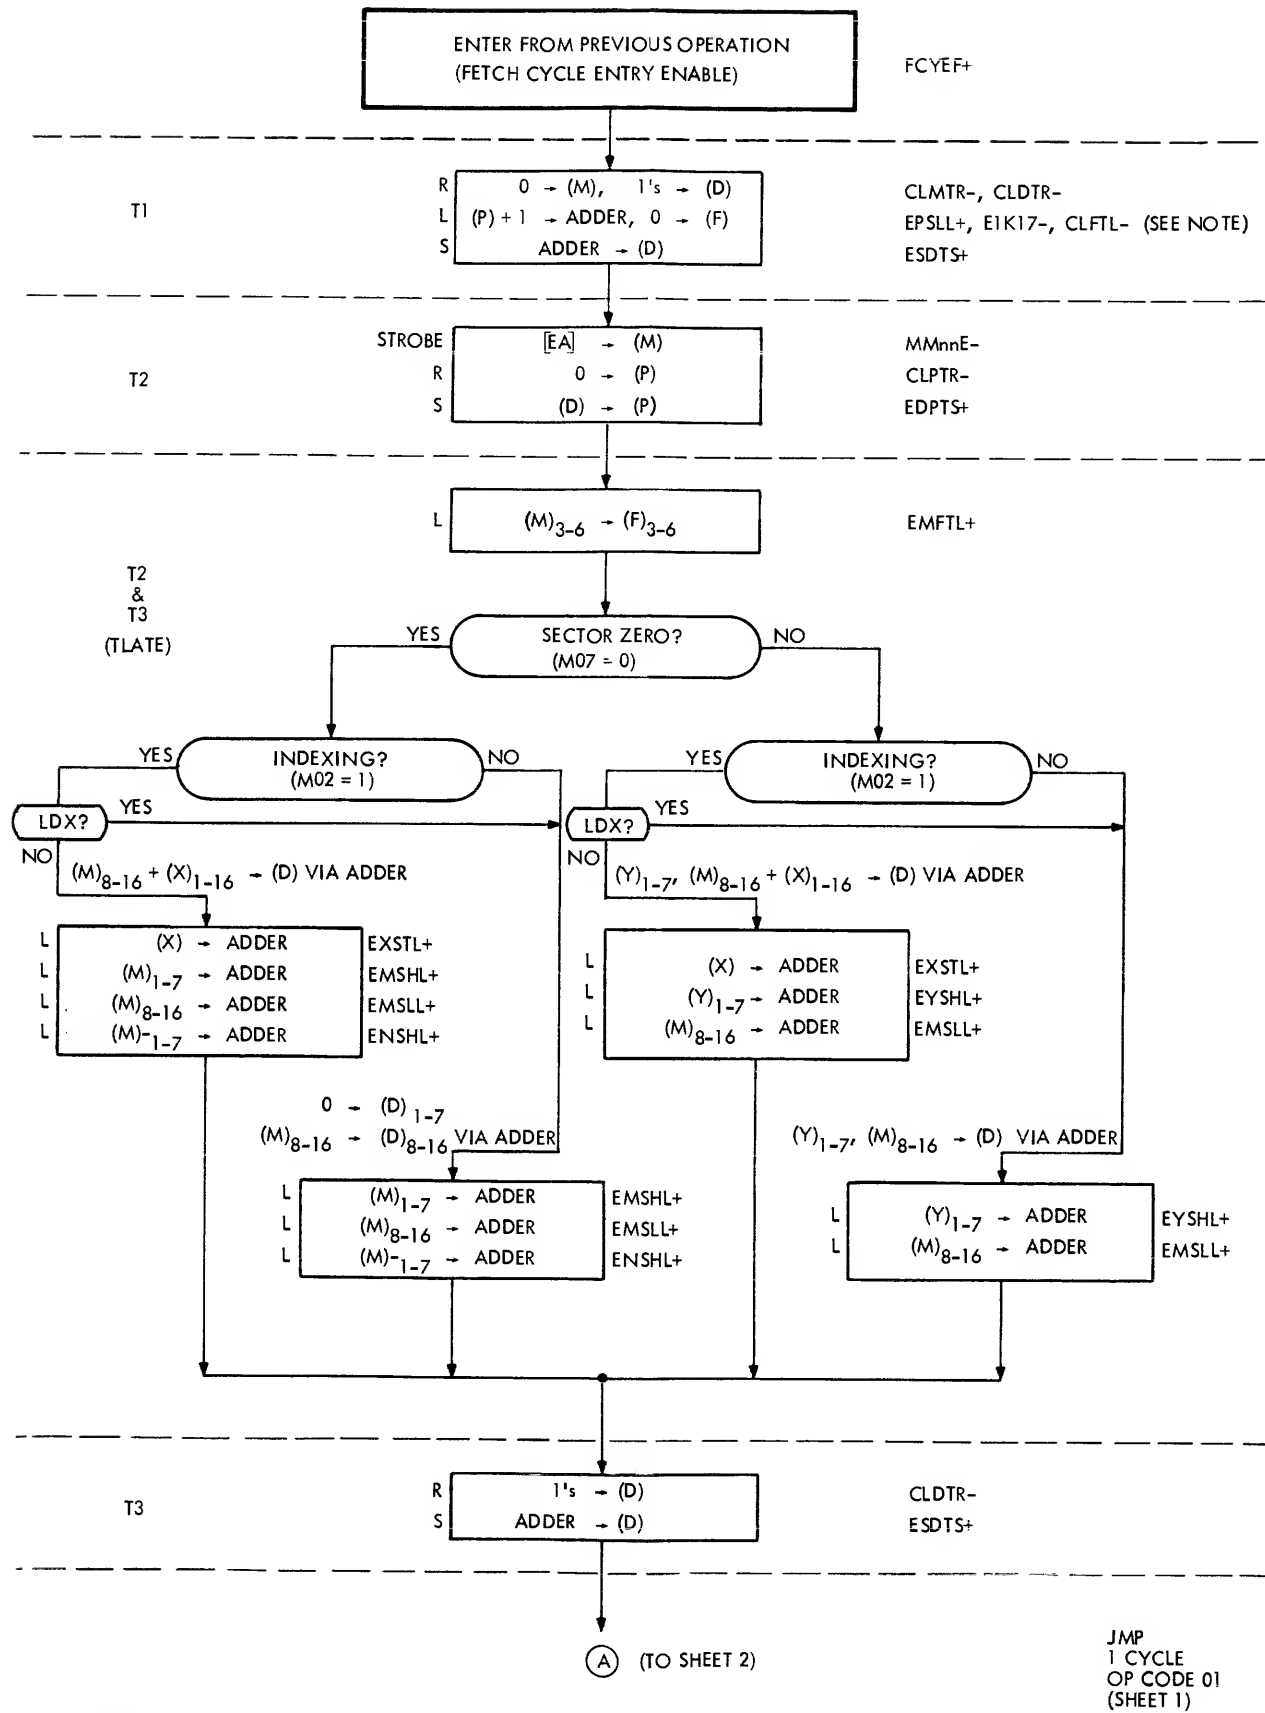 ENTER FROM PREVIOUS OPERATION
(FETCH CYCLE ENTRY ENABLE)
FCYEF+
T1
R 0 → (M), 1's → (D) CLMTR-, CLDTR-
L (P) + 1 → ADDER, 0 → (F) EPSLL+, E1K17-, CLFTL- (SEE NOTE)
S ADDER → (D) ESDTS+
T2
STROBE [EA] → (M) MMnnE-
R 0 → (P) CLPTR-
S (D) → (P) EDPTS+
L (M)3-6 → (F)3-6 EMFTL+
T2
&
T3
(TLATE)
YES SECTOR ZERO? NO
(M07 = 0)
YES INDEXING? NO
(M02 = 1)
YES INDEXING? NO
(M02 = 1)
LDX? YES
NO
LDX? YES
NO
(M)8-16 + (X)1-16 → (D) VIA ADDER
(Y)1-7, (M)8-16 + (X)1-16 → (D) VIA ADDER
L (X) → ADDER EXSTL+
L (M)1-7 → ADDER EMSHL+
L (M)8-16 → ADDER EMSLL+
L (M)-1-7 → ADDER ENSHL+
L (X) → ADDER EXSTL+
L (Y)1-7 → ADDER EYSHL+
L (M)8-16 → ADDER EMSLL+
0 → (D)1-7
(M)8-16 → (D)8-16 VIA ADDER
(Y)1-7, (M)8-16 → (D) VIA ADDER
L (M)1-7 → ADDER EMSHL+
L (M)8-16 → ADDER EMSLL+
L (M)-1-7 → ADDER ENSHL+
L (Y)1-7 → ADDER EYSHL+
L (M)8-16 → ADDER EMSLL+
T3
R 1's → (D) CLDTR-
S ADDER → (D) ESDTS+
A (TO SHEET 2)
JMP
1 CYCLE
OP CODE 01
(SHEET 1)